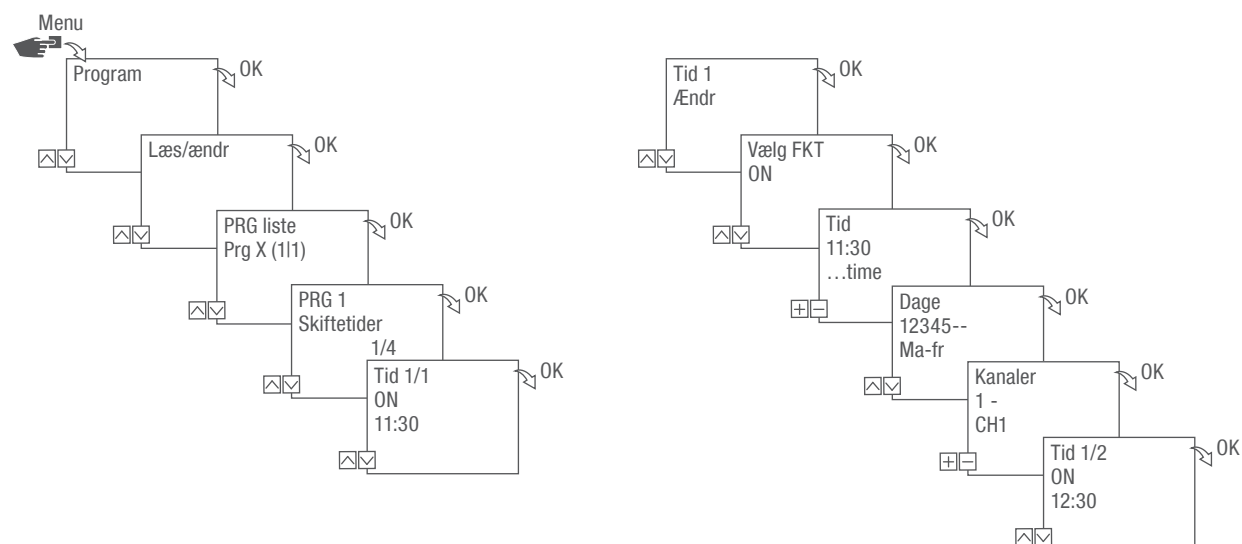 Menu
Program
OK
Læs/ændr
OK
PRG liste
Prg X (1|1)
OK
PRG 1
Skiftetider
1/4
OK
Tid 1/1
ON
11:30
OK
Tid 1
Ændr
OK
Vælg FKT
ON
OK
Tid
11:30
...time
OK
Dage
12345--
Ma-fr
OK
Kanaler
1 -
CH1
OK
Tid 1/2
ON
12:30
OK